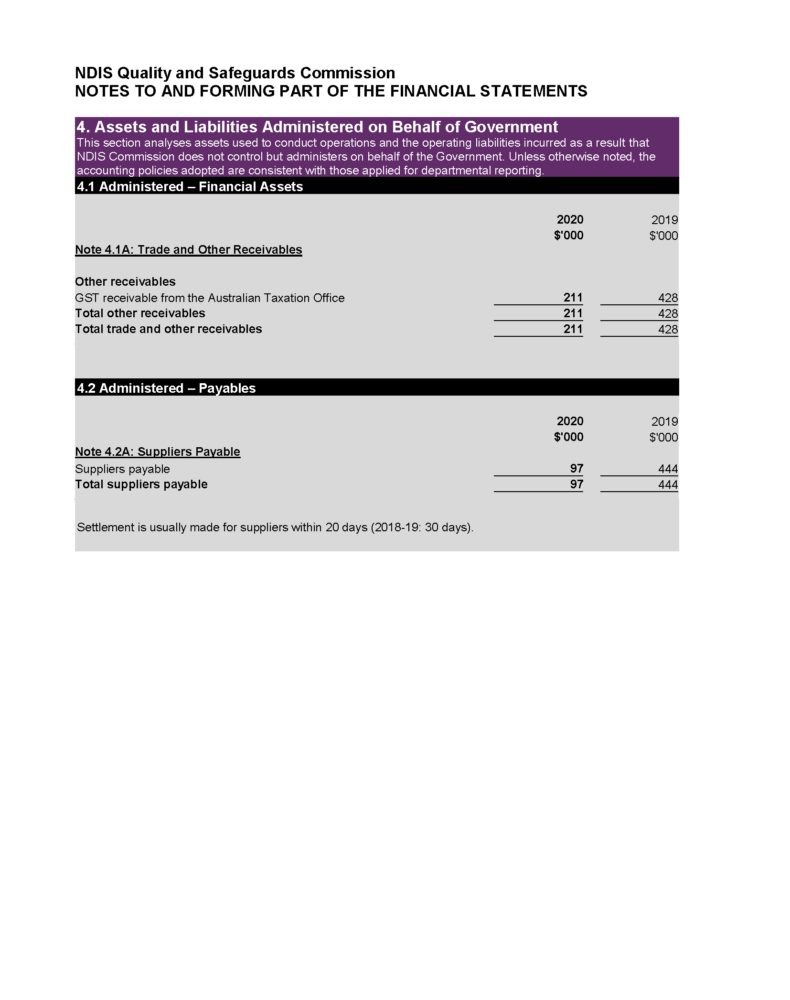 NDIS Quality and Safeguards Commission
NOTES TO AND FORMING PART OF THE FINANCIAL STATEMENTS
4. Assets and Liabilities Administered on Behalf of Government
This section analyses assets used to conduct operations and the operating liabilities incurred as a result that
NDIS Commission does not control but administers on behalf of the Government. Unless otherwise noted, the
accounting policies adopted are consistent with those applied for departmental reporting.
4.1 Administered – Financial Assets
2020 2019
$'000 $'000
Note 4.1A: Trade and Other Receivables
Other receivables
GST receivable from the Australian Taxation Office 211 428
Total other receivables 211 428
Total trade and other receivables 211 428
4.2 Administered – Payables
2020 2019
$'000 $'000
Note 4.2A: Suppliers Payable
Suppliers payable 97 444
Total suppliers payable 97 444
Settlement is usually made for suppliers within 20 days (2018-19: 30 days).